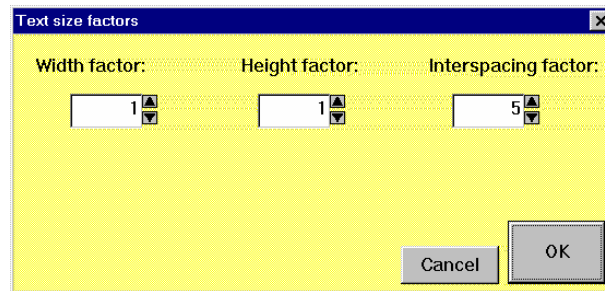 Text size factors
Width factor: Height factor: Interspacing factor:
1 1 5
Cancel OK